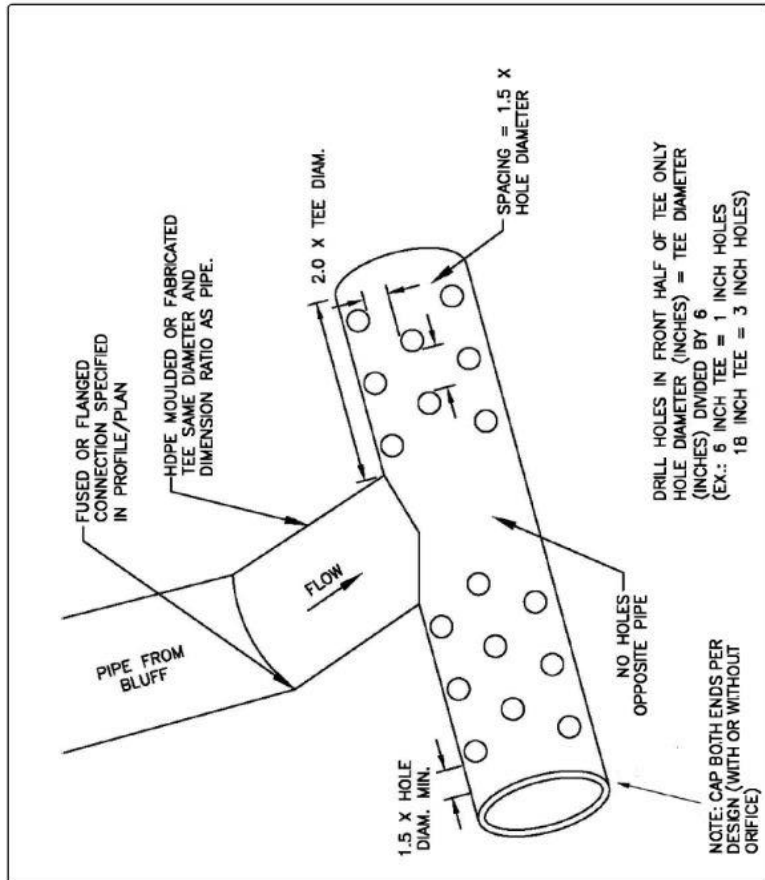 PIPE FROM
BLUFF
FUSED OR FLANGED
CONNECTION SPECIFIED
IN PROFILE/PLAN
HDPE MOULDED OR FABRICATED
TEE SAME DIAMETER AND
DIMENSION RATIO AS PIPE.
FLOW
2.0 X TEE DIAM.
1.5 X HOLE
DIAM. MIN.
SPACING = 1.5 X
HOLE DIAMETER
NO HOLES
OPPOSITE PIPE
NOTE: CAP BOTH ENDS PER
DESIGN (WITH OR WITHOUT
ORIFICE)
DRILL HOLES IN FRONT HALF OF TEE ONLY
HOLE DIAMETER (INCHES) = TEE DIAMETER
(INCHES) DIVIDED BY 6
(EX.: 6 INCH TEE = 1 INCH HOLES
18 INCH TEE = 3 INCH HOLES)